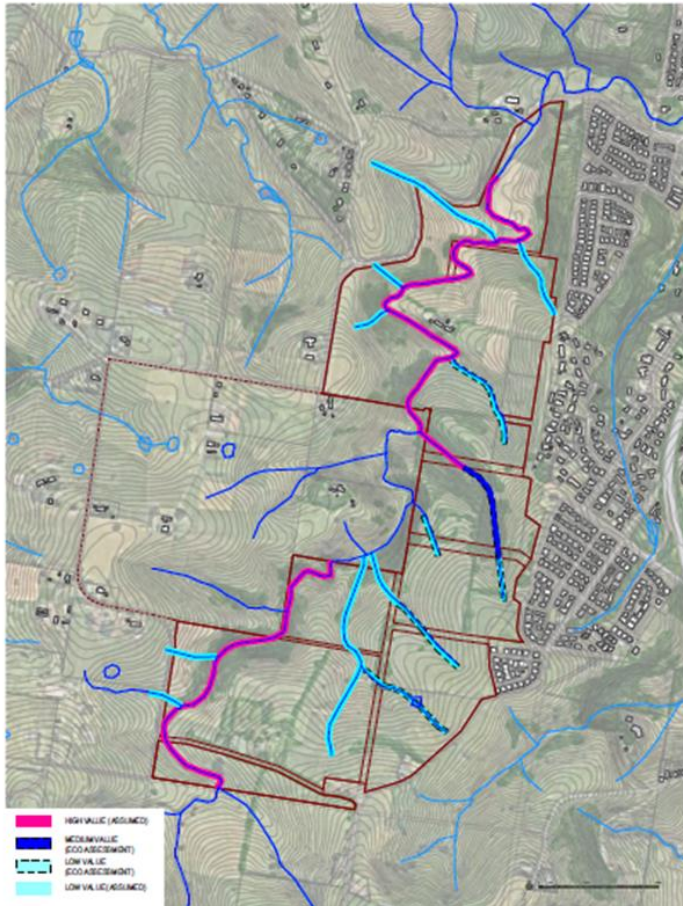 HIGH VALUE (ASSUMED)
MEDIUM VALUE
(ECO ASSESSMENT)
LOW VALUE
(ECO ASSESSMENT)
LOW VALUE (ASSUMED)